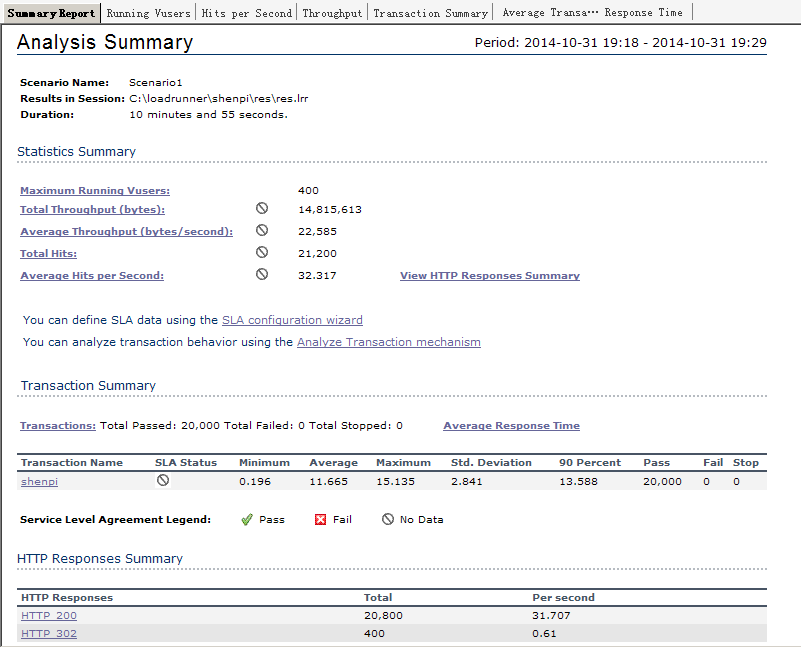 Summary Report Running Vusers Hits per Second Throughput Transaction Summary Average Transa... Response Time
Analysis Summary Period: 2014-10-31 19:18 - 2014-10-31 19:29
Scenario Name: Scenario1
Results in Session: C:\loadrunner\shenpi\res\res.lrr
Duration: 10 minutes and 55 seconds.
Statistics Summary
Maximum Running Vusers: 400
Total Throughput (bytes): 14,815,613
Average Throughput (bytes/second): 22,585
Total Hits: 21,200
Average Hits per Second: 32.317 View HTTP Responses Summary
You can define SLA data using the SLA configuration wizard
You can analyze transaction behavior using the Analyze Transaction mechanism
Transaction Summary
Transactions: Total Passed: 20,000 Total Failed: 0 Total Stopped: 0 Average Response Time
Transaction Name SLA Status Minimum Average Maximum Std. Deviation 90 Percent Pass Fail Stop
shenpi 0.196 11.665 15.135 2.841 13.588 20,000 0 0
Service Level Agreement Legend: Pass Fail No Data
HTTP Responses Summary
HTTP Responses Total Per second
HTTP_200 20,800 31.707
HTTP_302 400 0.61